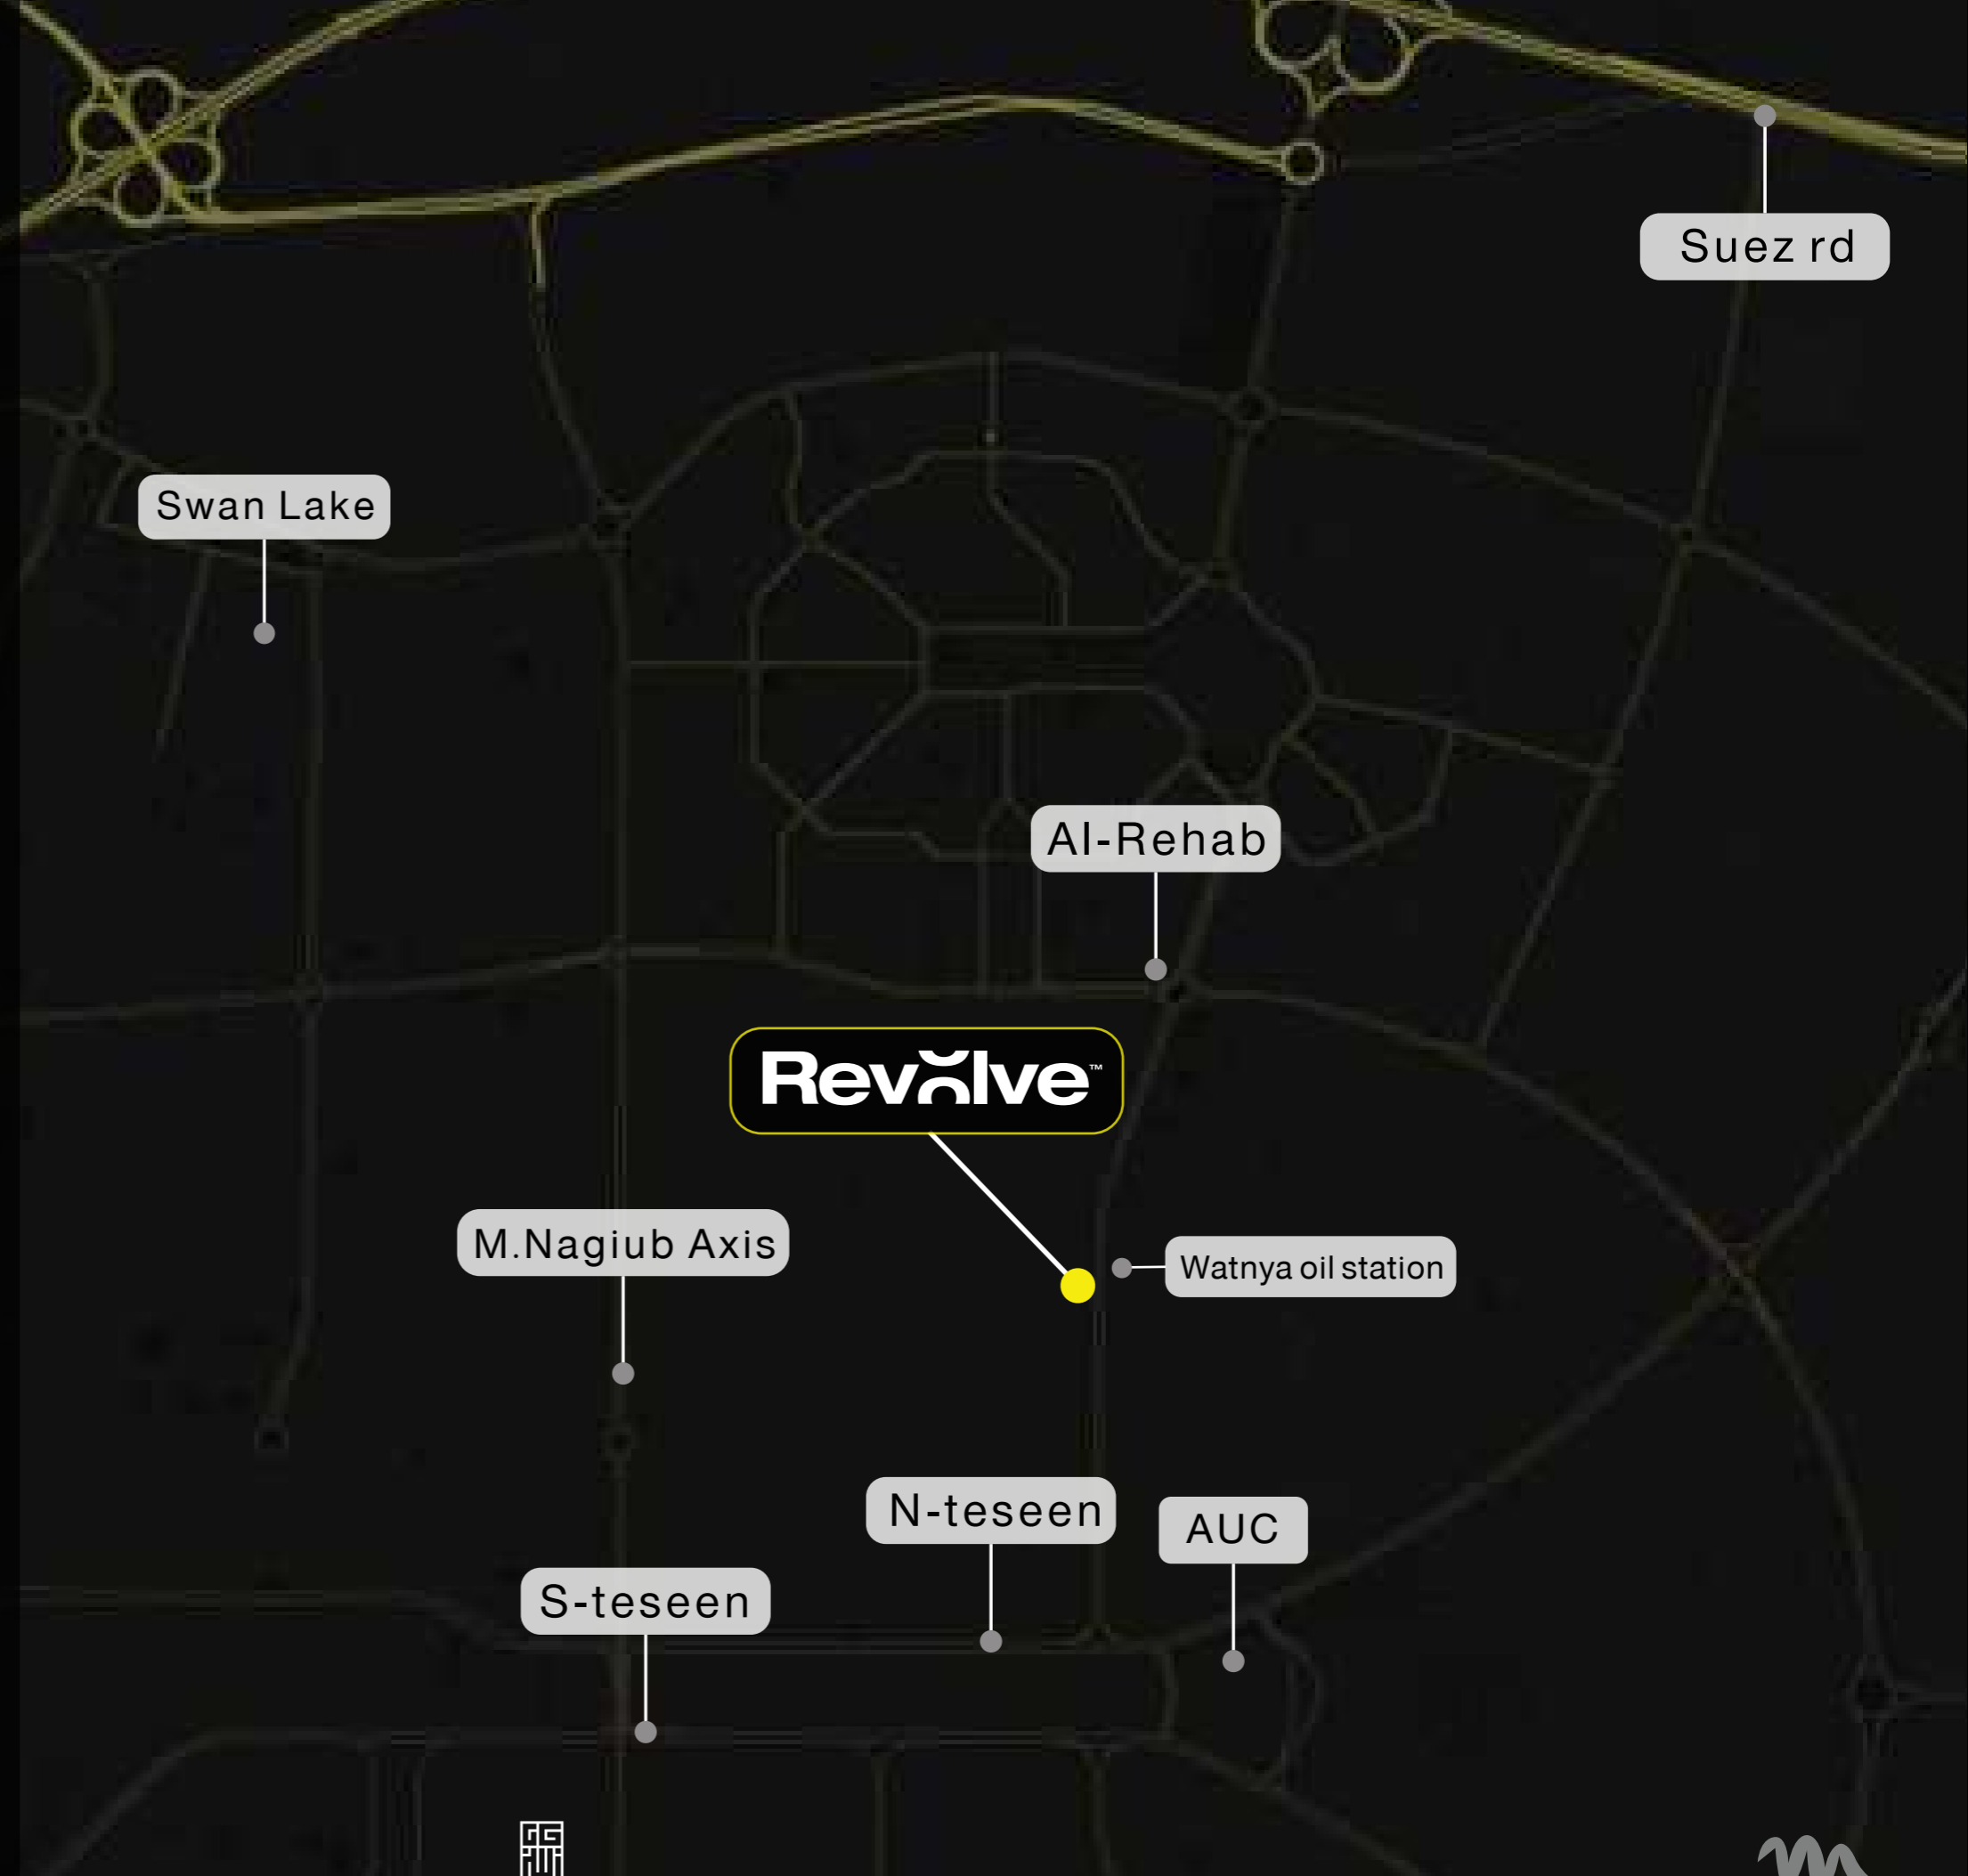 Suez rd
Swan Lake
Al-Rehab
Revolve™
M.Nagiub Axis
Watnya oil station
N-teseen
AUC
S-teseen